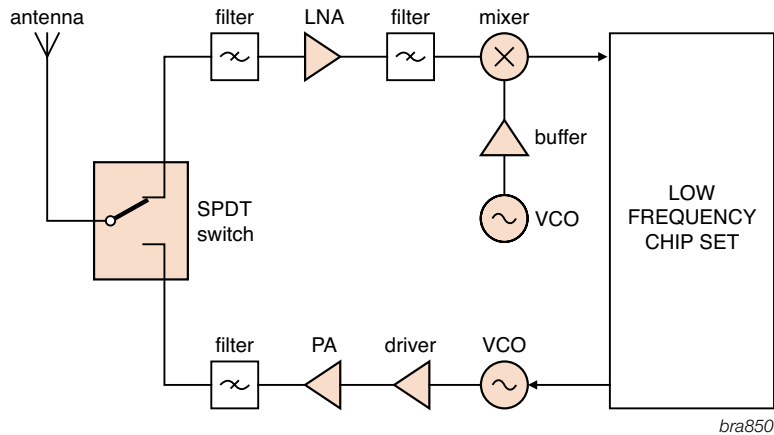 antenna
filter
LNA
filter
mixer
buffer
VCO
SPDT
switch
LOW
FREQUENCY
CHIP SET
filter
PA
driver
VCO
bra850